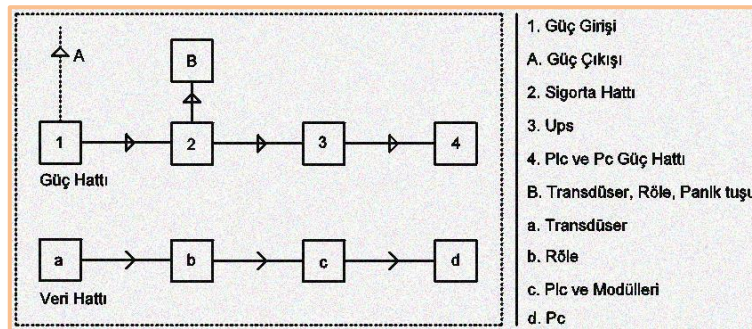 A
B
1
2
3
4
Güç Hattı
a
b
c
d
Veri Hattı
1. Güç Girişi
A. Güç Çıkışı
2. Sigorta Hattı
3. Ups
4. Plc ve Pc Güç Hattı
B. Transdüser, Röle, Panik tuşu
a. Transdüser
b. Röle
c. Plc ve Modülleri
d. Pc